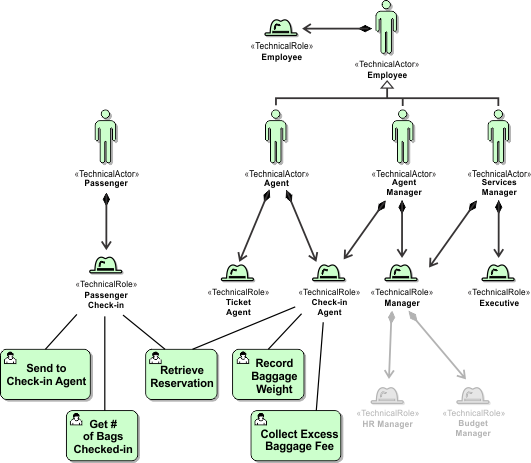 «TechnicalRole»
Employee
«TechnicalActor»
Employee
«TechnicalActor»
Passenger
«TechnicalActor»
Agent
«TechnicalActor»
Agent
Manager
«TechnicalActor»
Services
Manager
«TechnicalRole»
Passenger
Check-in
«TechnicalRole»
Ticket
Agent
«TechnicalRole»
Check-in
Agent
«TechnicalRole»
Manager
«TechnicalRole»
Executive
Send to
Check-in Agent
Retrieve
Reservation
Record
Baggage
Weight
«TechnicalRole»
HR Manager
«TechnicalRole»
Budget
Manager
Get #
of Bags
Checked-in
Collect Excess
Baggage Fee